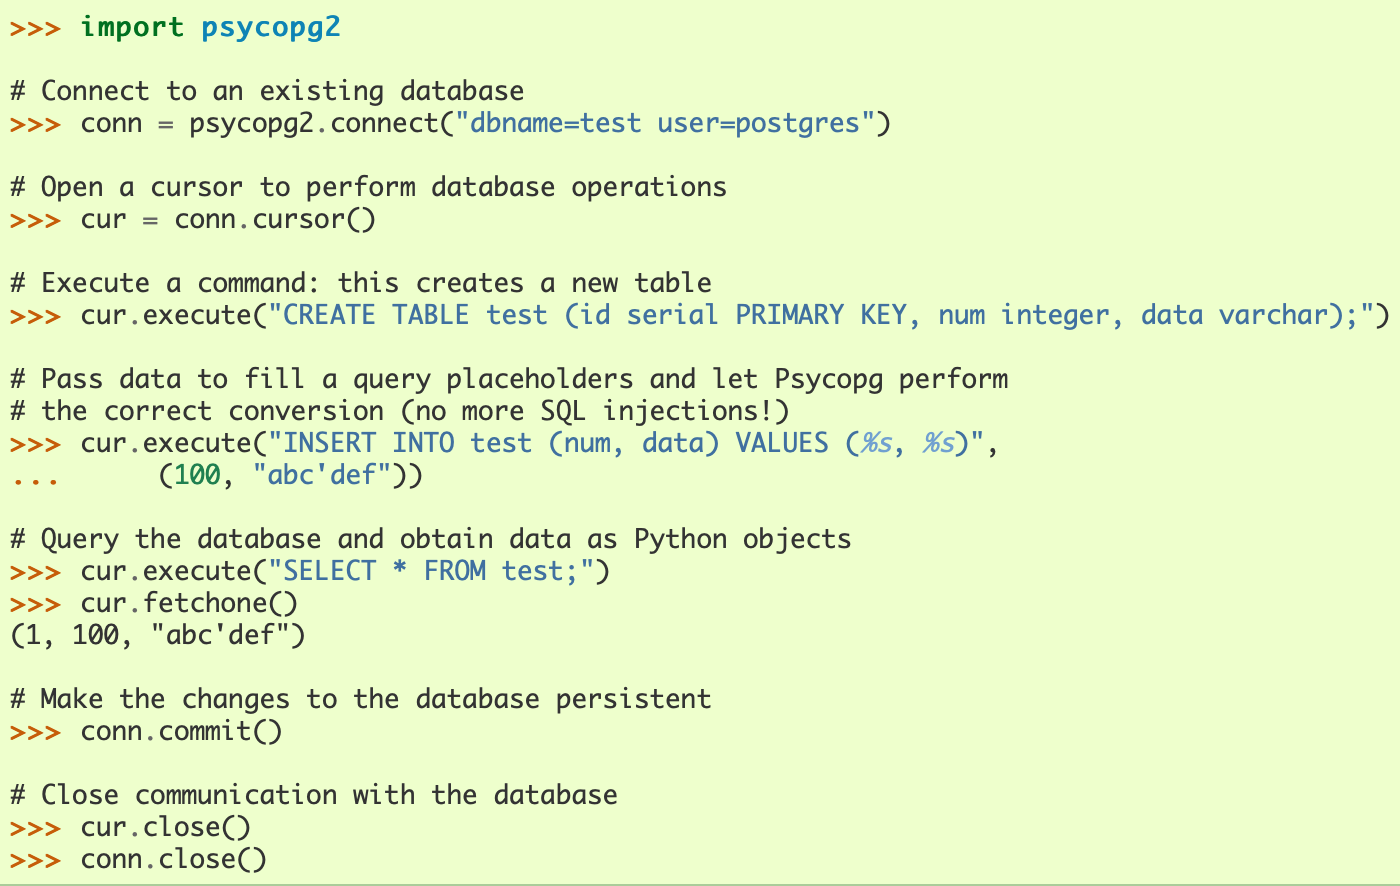 >>> import psycopg2
# Connect to an existing database
>>> conn = psycopg2.connect("dbname=test user=postgres")
# Open a cursor to perform database operations
>>> cur = conn.cursor()
# Execute a command: this creates a new table
>>> cur.execute("CREATE TABLE test (id serial PRIMARY KEY, num integer, data varchar);")
# Pass data to fill a query placeholders and let Psycopg perform
# the correct conversion (no more SQL injections!)
>>> cur.execute("INSERT INTO test (num, data) VALUES (%s, %s)",
...      (100, "abc'def"))
# Query the database and obtain data as Python objects
>>> cur.execute("SELECT * FROM test;")
>>> cur.fetchone()
(1, 100, "abc'def")
# Make the changes to the database persistent
>>> conn.commit()
# Close communication with the database
>>> cur.close()
>>> conn.close()